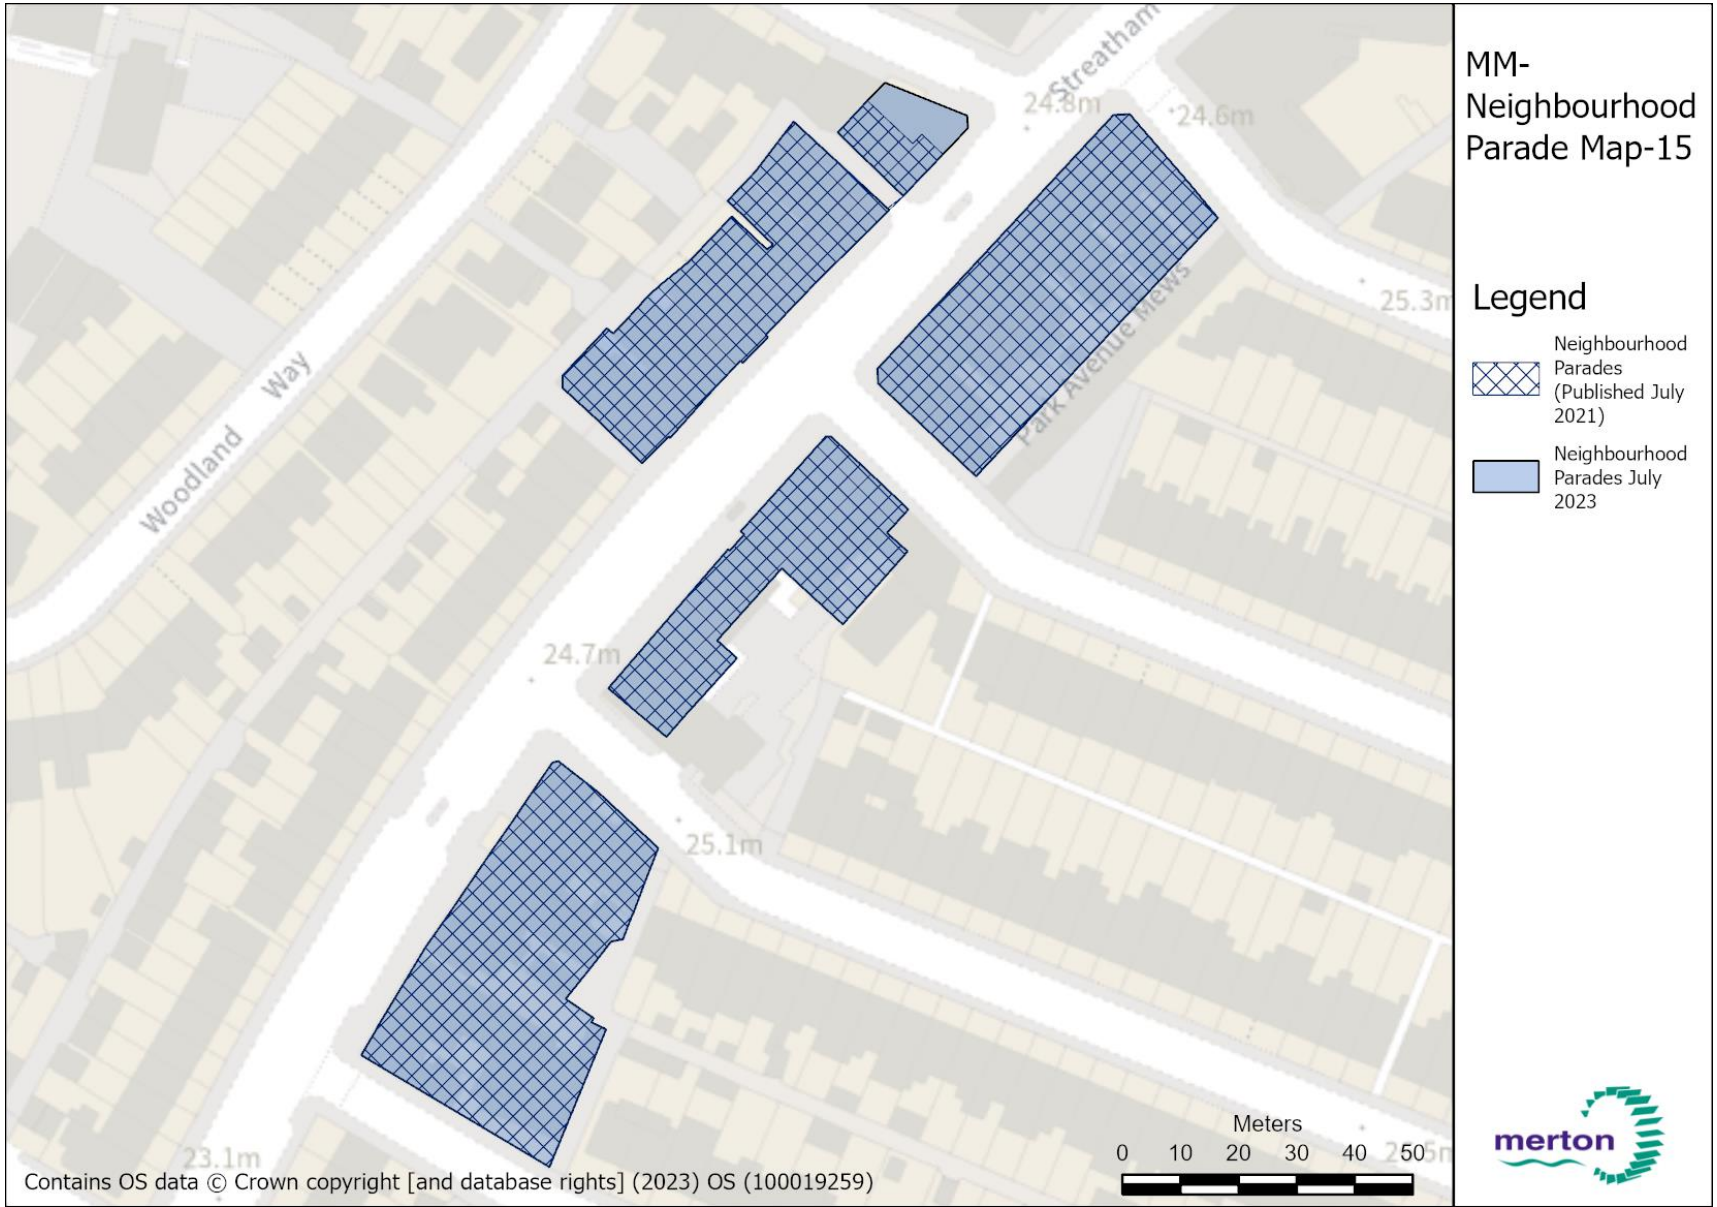 MM-
Neighbourhood
Parade Map-15
Legend
Neighbourhood
Parades
(Published July
2021)
Neighbourhood
Parades July
2023
Streatham
24.8m
24.6m
25.3m
Park Avenue Mews
Woodland Way
24.7m
25.1m
23.1m
Meters
0 10 20 30 40 50
Contains OS data © Crown copyright [and database rights] (2023) OS (100019259)
merton